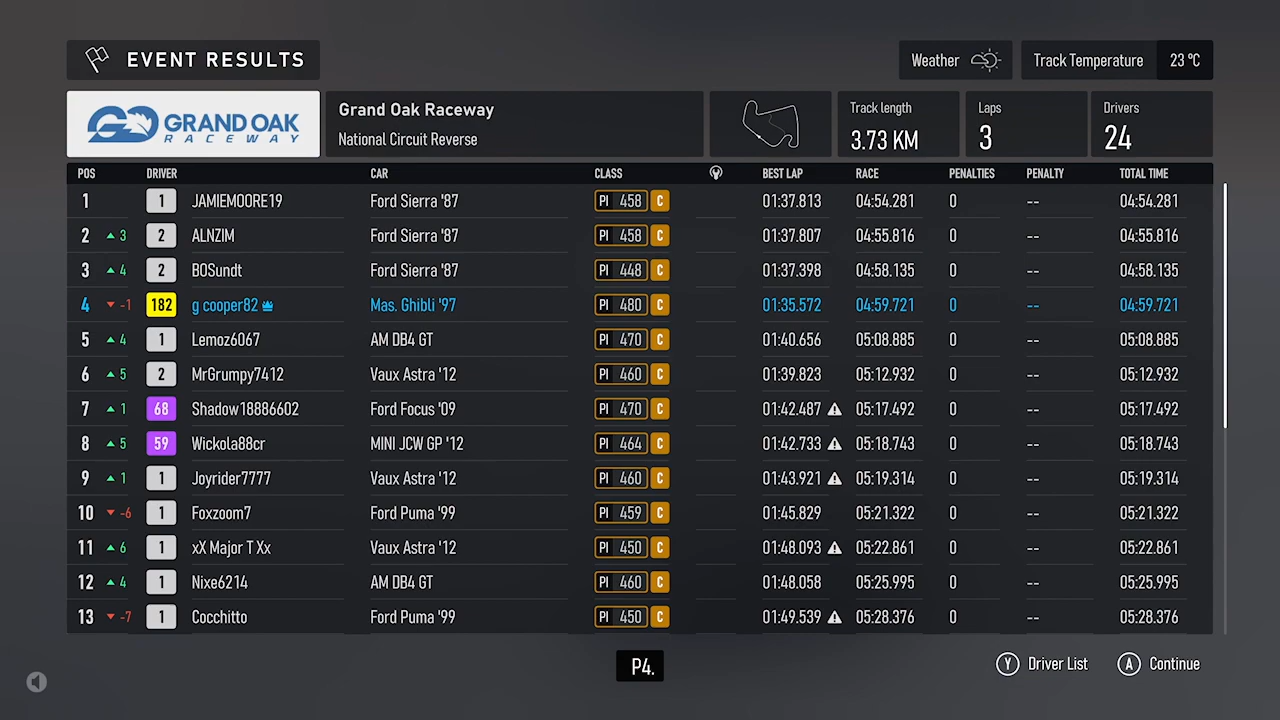 EVENT RESULTS
Weather
Track Temperature 23 ºC
GRAND OAK
RACEWAY
Grand Oak Raceway
National Circuit Reverse
Track length
3.73 KM
Laps
3
Drivers
24
POS DRIVER CAR CLASS BEST LAP RACE PENALTIES PENALTY TOTAL TIME
1 1 JAMIEMOORE19 Ford Sierra '87 PI 458 C 01:37.813 04:54.281 0 -- 04:54.281
2 3 2 ALNZIM Ford Sierra '87 PI 458 C 01:37.807 04:55.816 0 -- 04:55.816
3 4 2 BOSundt Ford Sierra '87 PI 448 C 01:37.398 04:58.135 0 -- 04:58.135
4 -1 182 g cooper82 Mas. Ghibli '97 PI 480 C 01:35.572 04:59.721 0 -- 04:59.721
5 4 1 Lemoz6067 AM DB4 GT PI 470 C 01:40.656 05:08.885 0 -- 05:08.885
6 5 2 MrGrumpy7412 Vaux Astra '12 PI 460 C 01:39.823 05:12.932 0 -- 05:12.932
7 1 68 Shadow18886602 Ford Focus '09 PI 470 C 01:42.487 05:17.492 0 -- 05:17.492
8 5 59 Wickola88cr MINI JCW GP '12 PI 464 C 01:42.733 05:18.743 0 -- 05:18.743
9 1 1 Joyrider7777 Vaux Astra '12 PI 460 C 01:43.921 05:19.314 0 -- 05:19.314
10 -6 1 Foxzoom7 Ford Puma '99 PI 459 C 01:45.829 05:21.322 0 -- 05:21.322
11 6 1 xX Major T Xx Vaux Astra '12 PI 450 C 01:48.093 05:22.861 0 -- 05:22.861
12 4 1 Nixe6214 AM DB4 GT PI 460 C 01:48.058 05:25.995 0 -- 05:25.995
13 -7 1 Cocchitto Ford Puma '99 PI 450 C 01:49.539 05:28.376 0 -- 05:28.376
P4.
Y Driver List A Continue